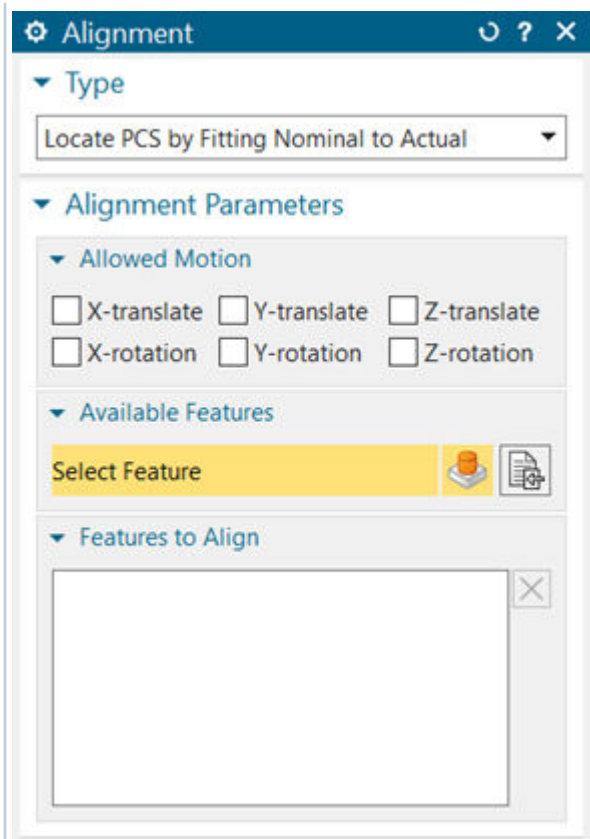 Alignment ?
Type
Locate PCS by Fitting Nominal to Actual
Alignment Parameters
Allowed Motion
X-translate Y-translate Z-translate
X-rotation Y-rotation Z-rotation
Available Features
Select Feature
Features to Align